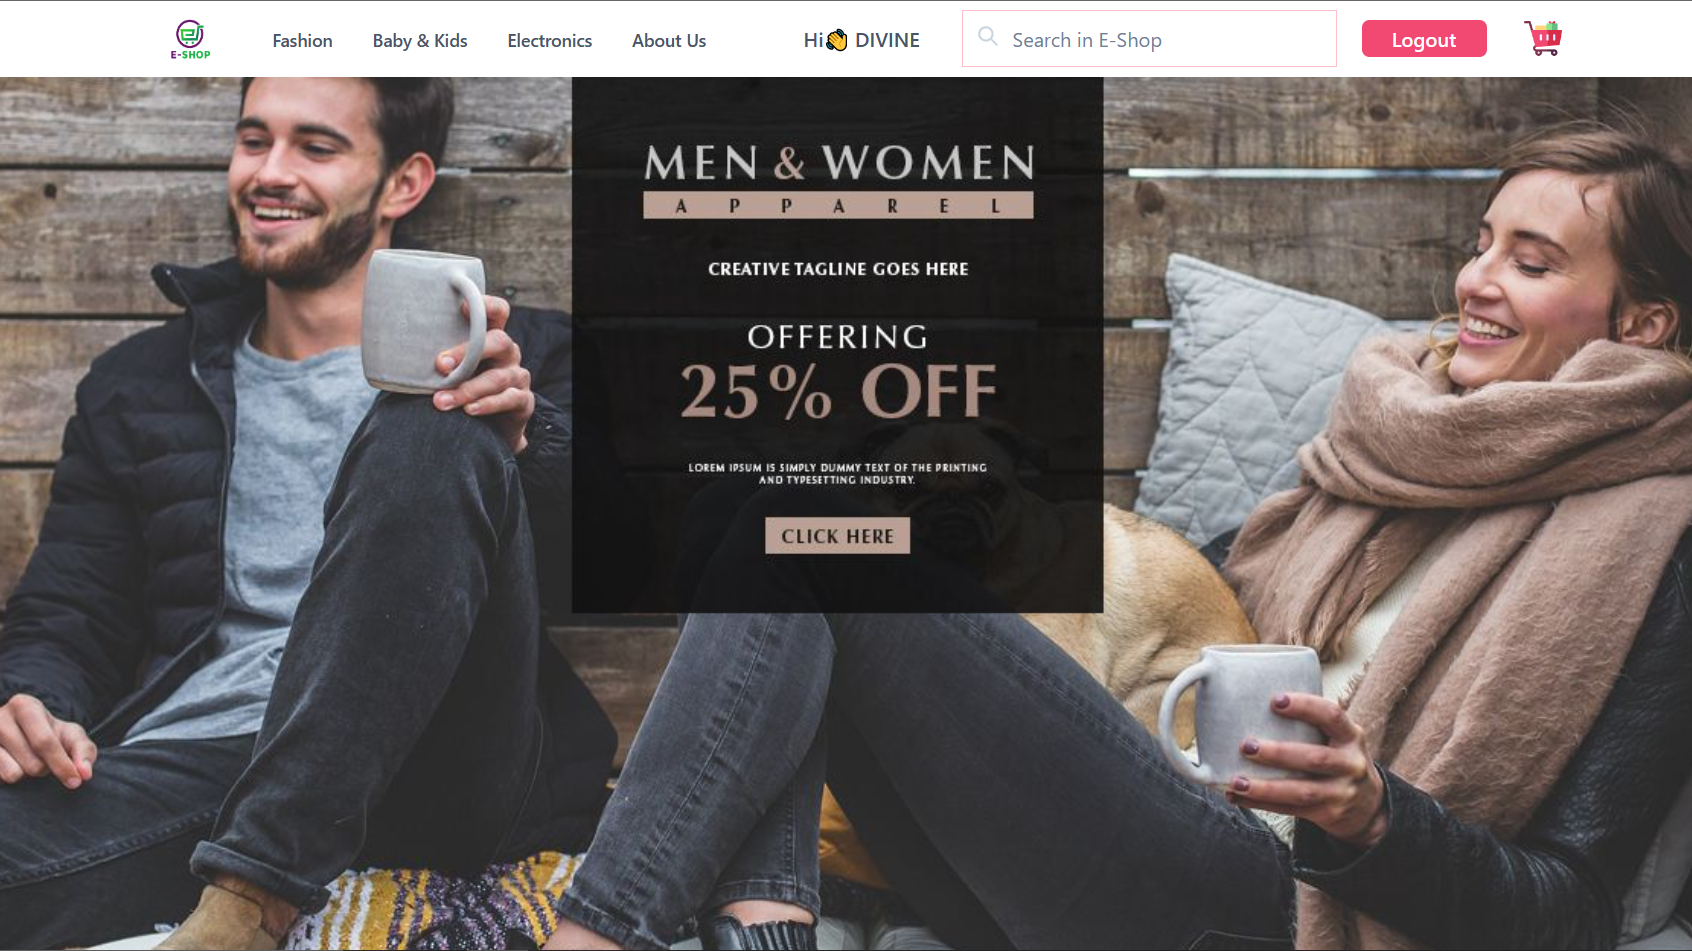 E-SHOP
Fashion
Baby & Kids
Electronics
About Us
Hi👋 DIVINE
Search in E-Shop
Logout
MEN & WOMEN
APPAREL
CREATIVE TAGLINE GOES HERE
OFFERING
25% OFF
LOREM IPSUM IS SIMPLY DUMMY TEXT OF THE PRINTING
AND TYPESETTING INDUSTRY.
CLICK HERE